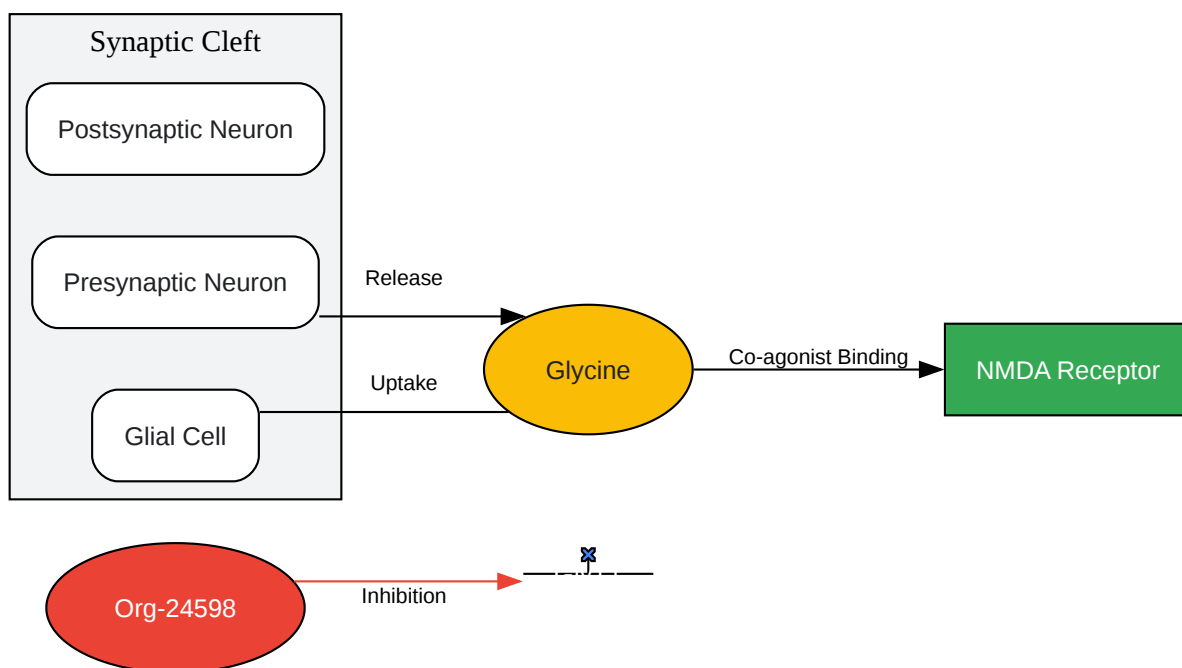 Synaptic Cleft
Postsynaptic Neuron
Presynaptic Neuron
Release
Glycine
Co-agonist Binding
NMDA Receptor
Uptake
Glial Cell
Org-24598
Inhibition